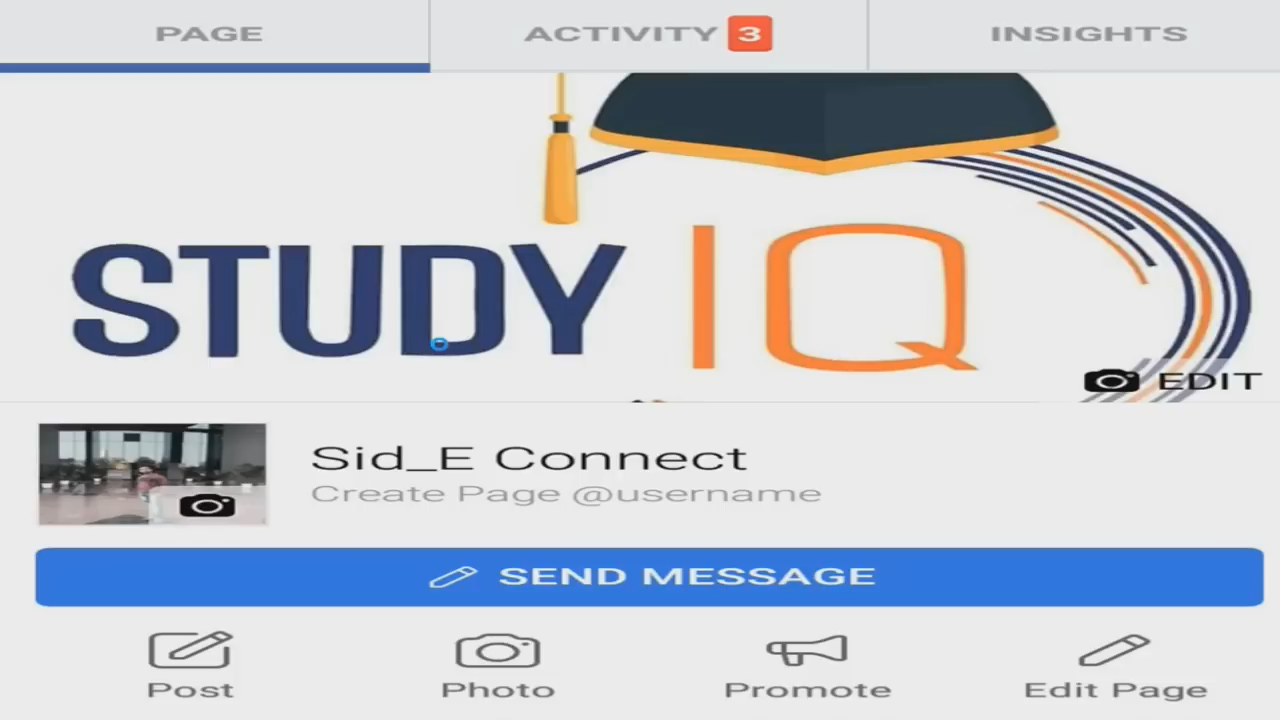 PAGE
ACTIVITY 3
INSIGHTS
STUDY IQ
EDIT
Sid_E Connect
Create Page @username
SEND MESSAGE
Post
Photo
Promote
Edit Page